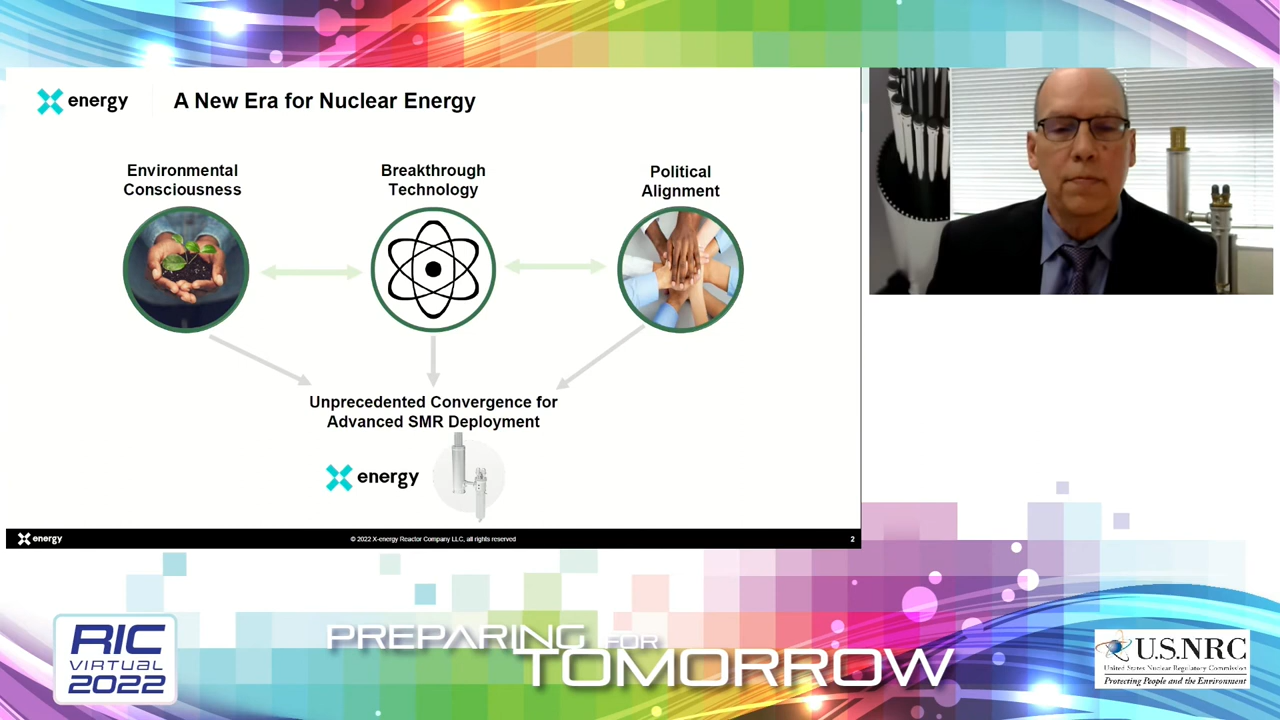 energy
A New Era for Nuclear Energy
Environmental
Consciousness
Breakthrough
Technology
Political
Alignment
Unprecedented Convergence for
Advanced SMR Deployment
energy
energy
© 2022 X-energy Reactor Company LLC, all rights reserved
2
RIC
VIRTUAL
2022
PREPARING FOR
TOMORROW
U.S.NRC
United States Nuclear Regulatory Commission
Protecting People and the Environment